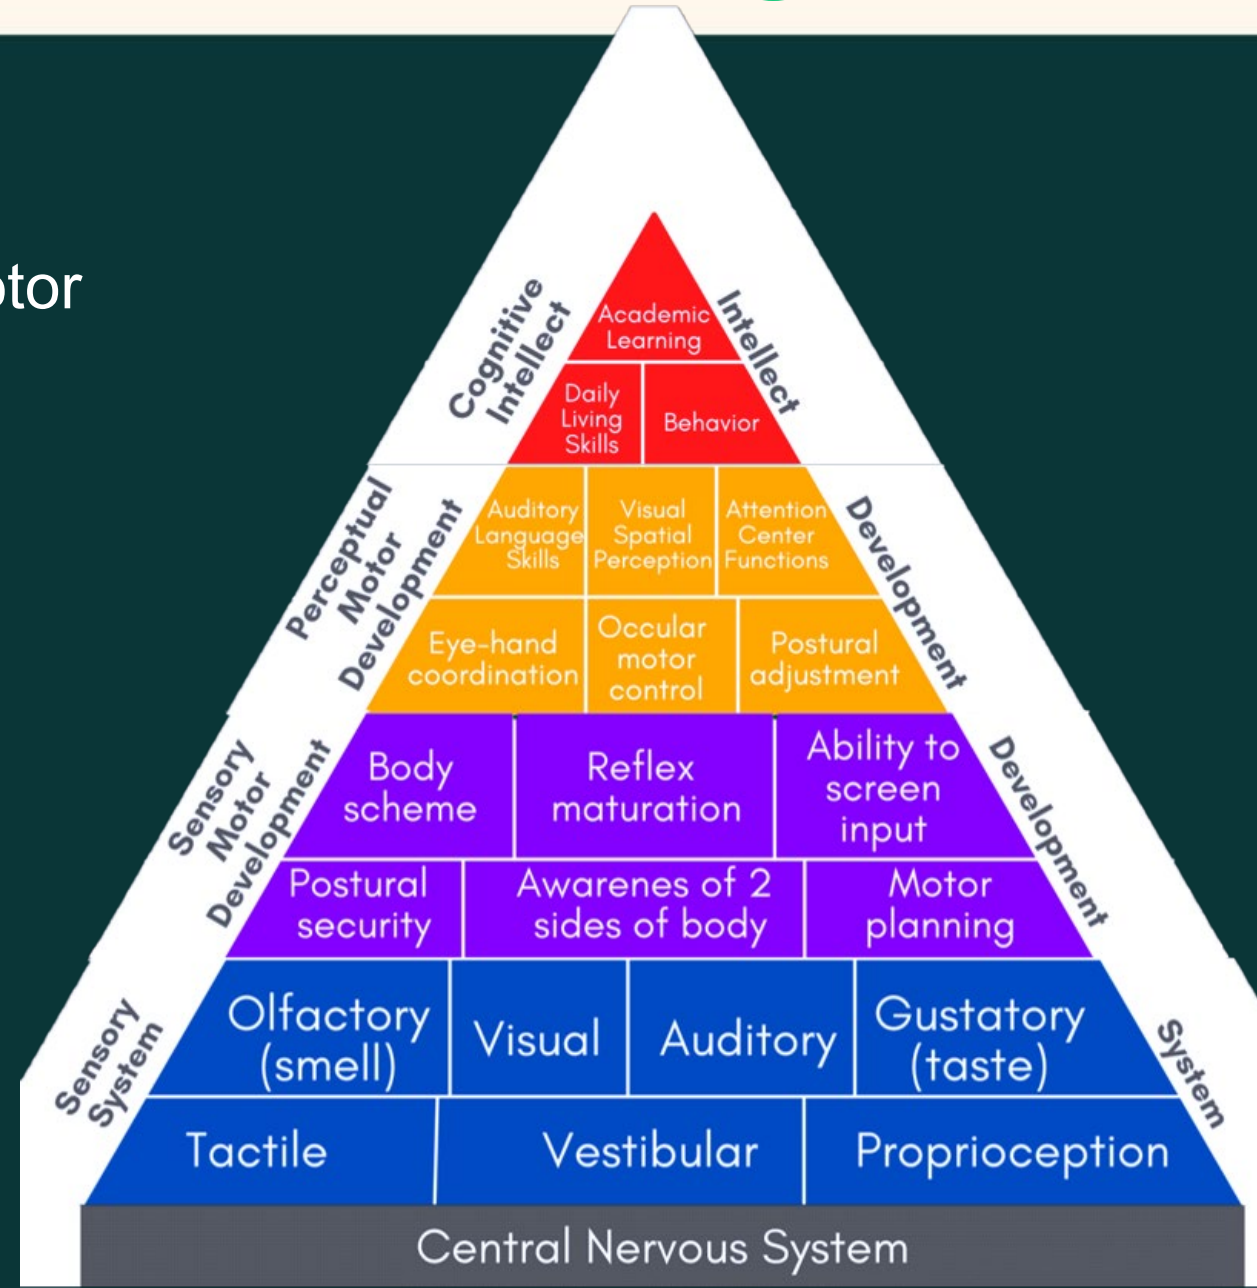 otor
Cognitive
Intellect
Intellect
Academic
Learning
Daily
Living
Skills
Behavior
Perceptual
Motor
Development
Development
Auditory
Language
Skills
Visual
Spatial
Perception
Attention
Center
Functions
Eye-hand
coordination
Occular
motor
control
Postural
adjustment
Sensory
Motor
Development
Development
Body
scheme
Reflex
maturation
Ability to
screen
input
Postural
security
Awarenes of 2
sides of body
Motor
planning
Sensory
System
System
Olfactory
(smell)
Visual
Auditory
Gustatory
(taste)
Tactile
Vestibular
Proprioception
Central Nervous System